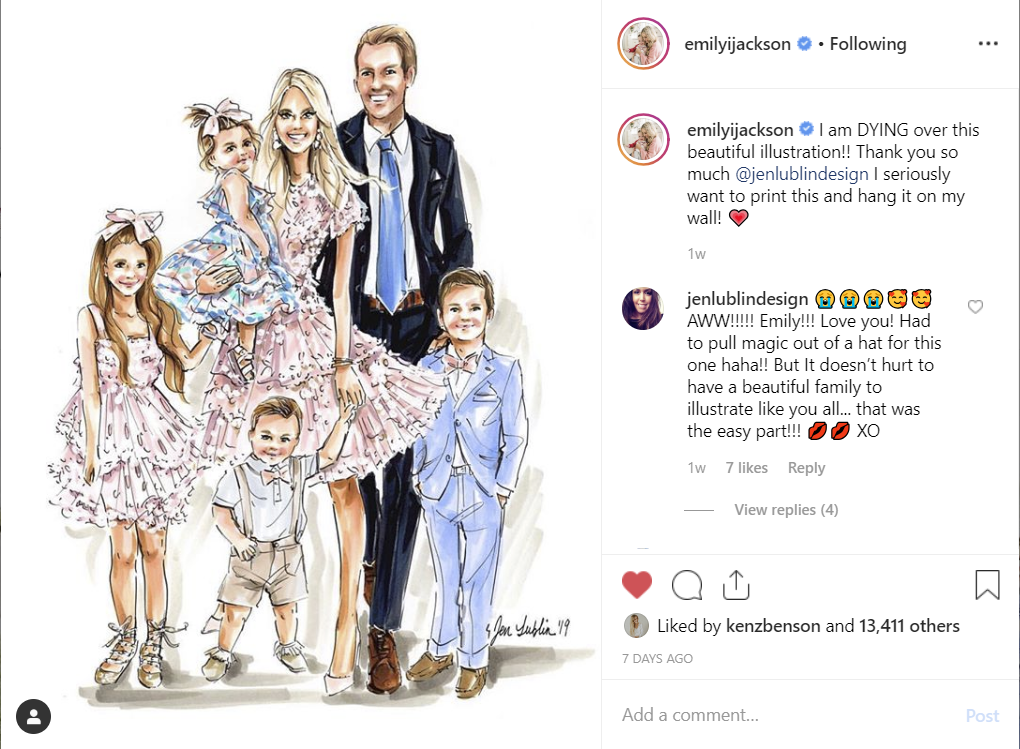 emilyijackson • Following
emilyijackson I am DYING over this
beautiful illustration!! Thank you so
much @jenlublindesign I seriously
want to print this and hang it on my
wall! ❤️
1w
jenlublindesign 😭😭😭🥰🥰
AWW!!!!! Emily!!! Love you! Had
to pull magic out of a hat for this
one haha!! But It doesn't hurt to
have a beautiful family to
illustrate like you all... that was
the easy part!!! 💋💋 XO
1w 7 likes Reply
View replies (4)
Jen Lublin '19
Liked by kenzbenson and 13,411 others
7 DAYS AGO
Add a comment... Post